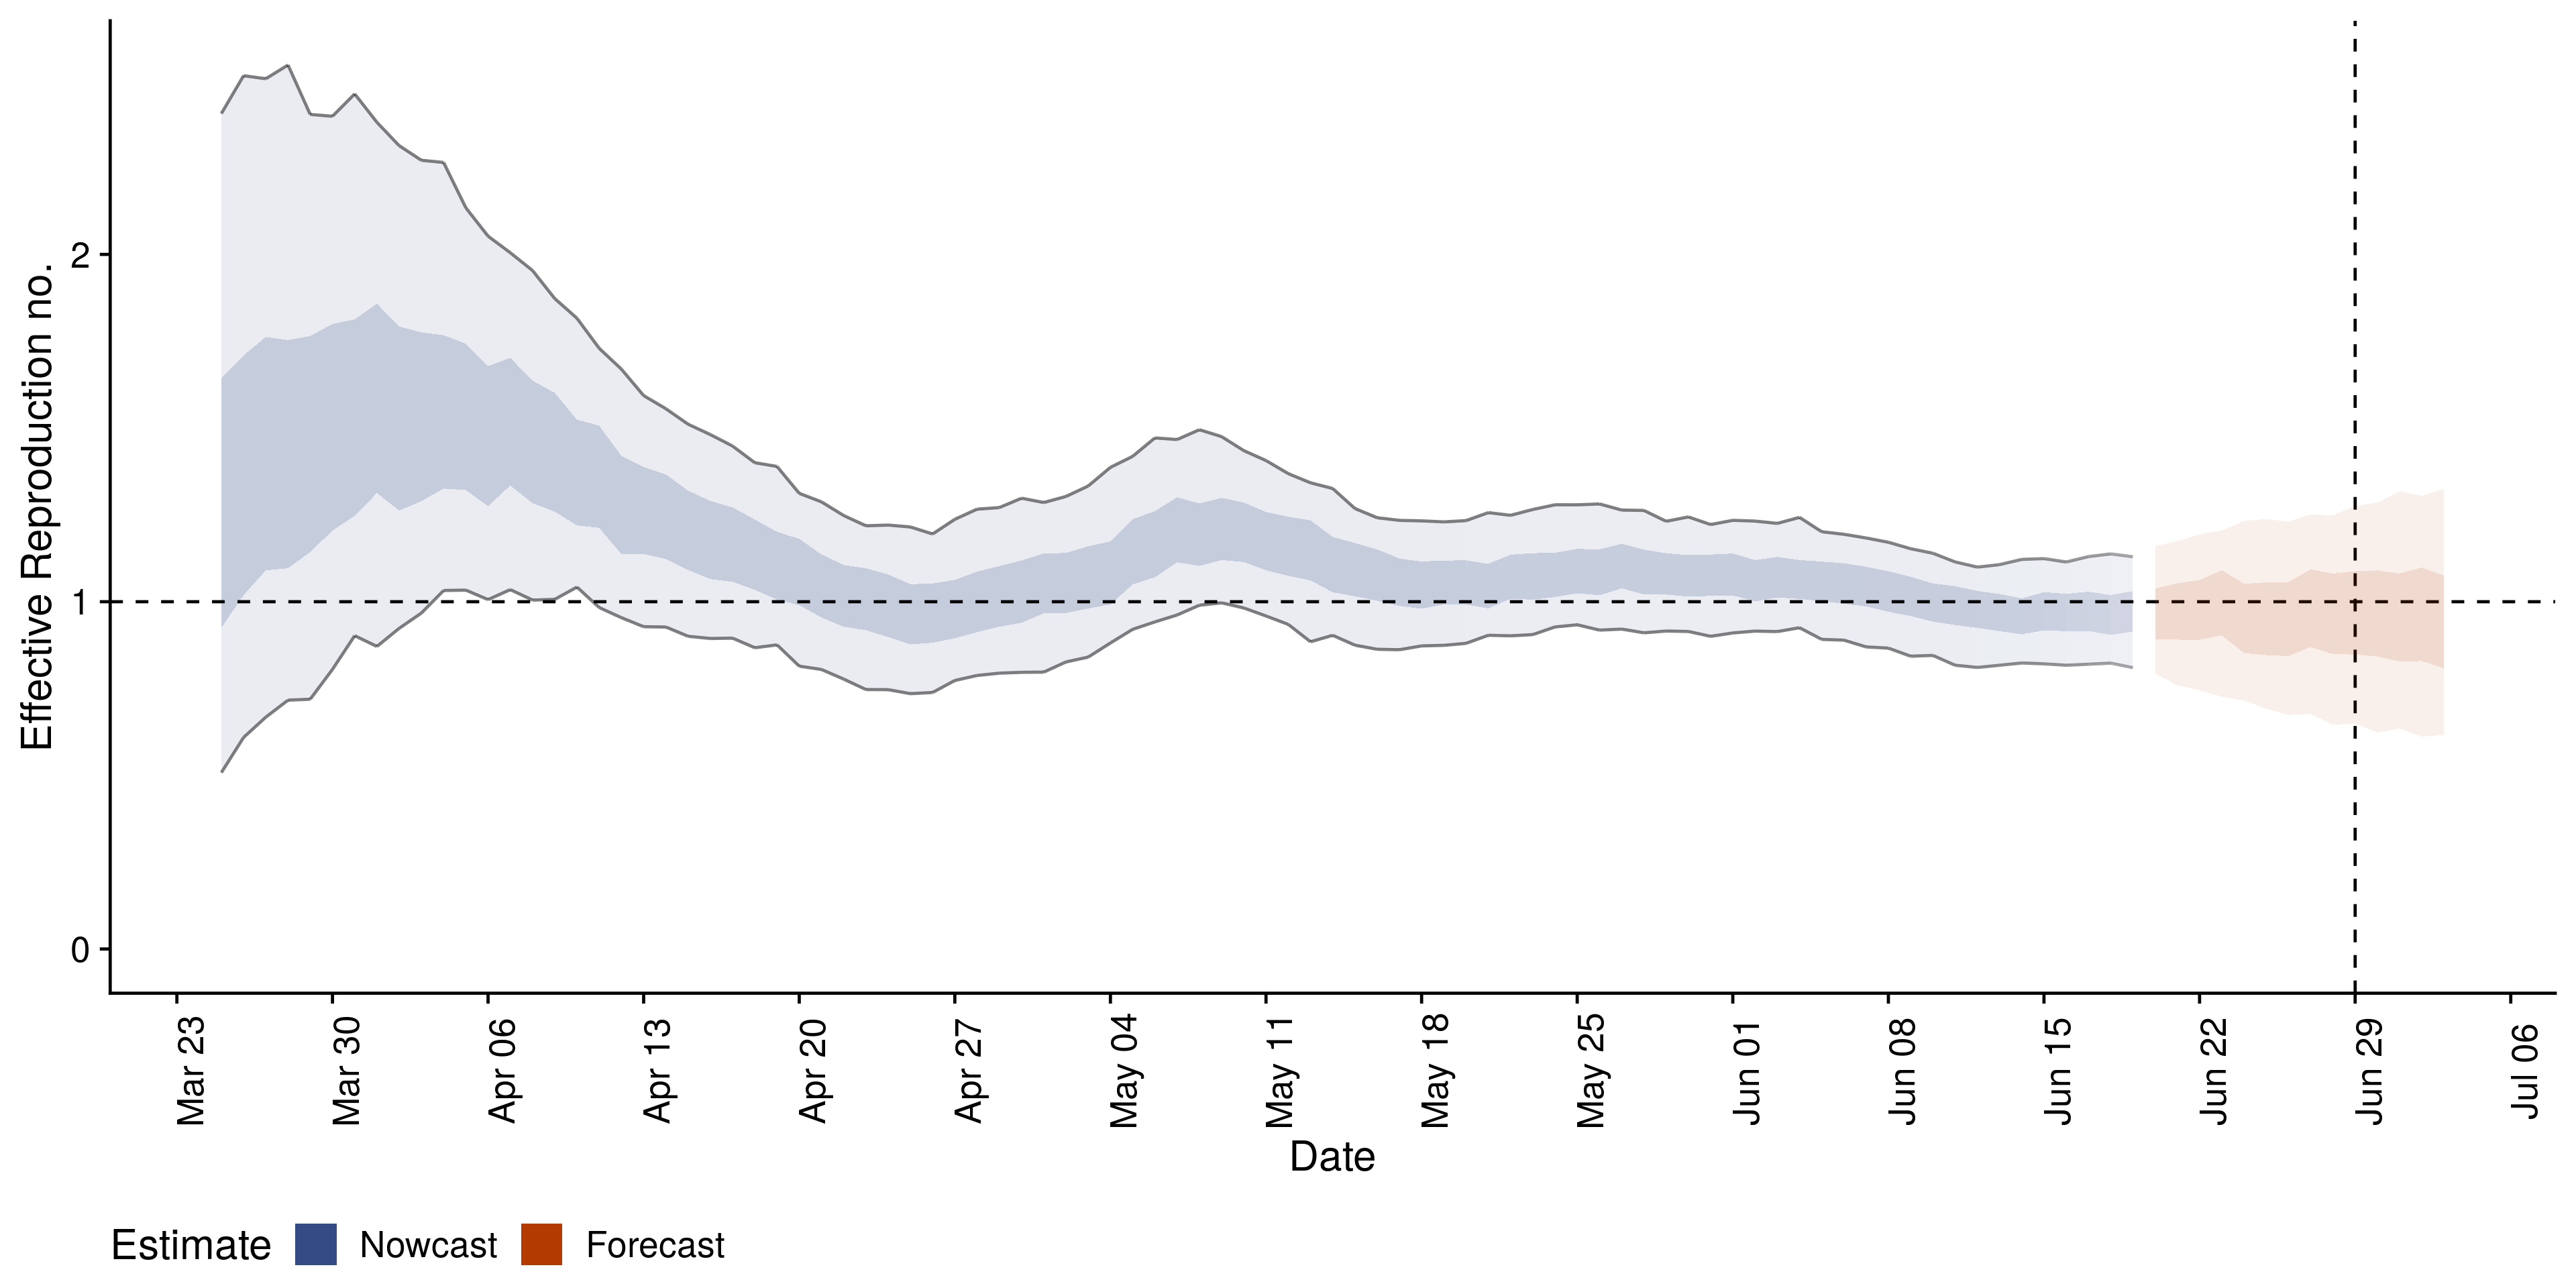 Effective Reproduction no.
2
1
0
Mar 23
Mar 30
Apr 06
Apr 13
Apr 20
Apr 27
May 04
May 11
May 18
May 25
Jun 01
Jun 08
Jun 15
Jun 22
Jun 29
Jul 06
Date
Estimate Nowcast Forecast